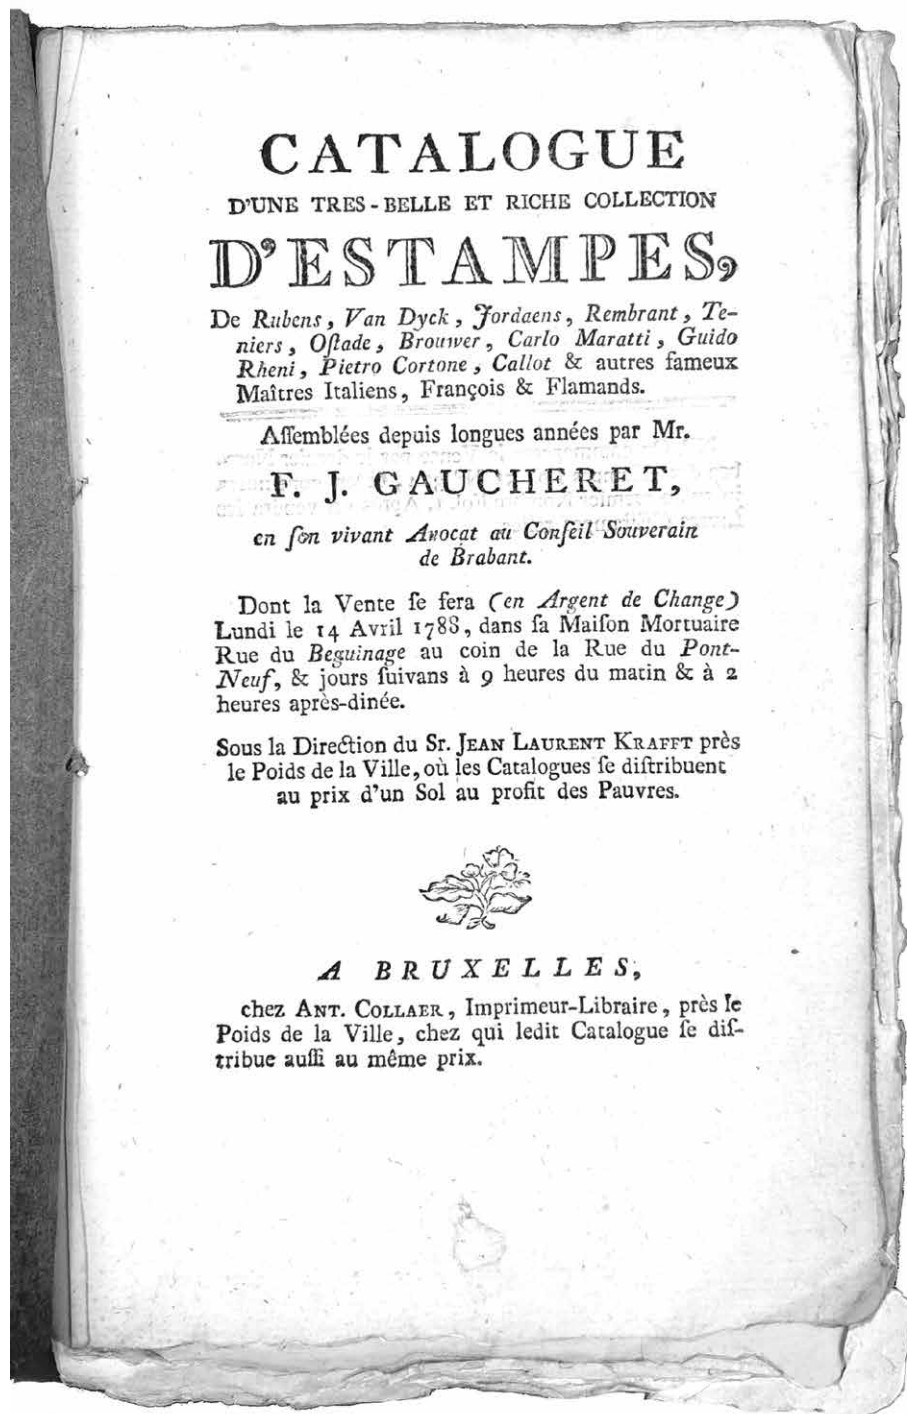 CATALOGUE
D'UNE TRES-BELLE ET RICHE COLLECTION
D'ESTAMPES,
De Rubens, Van Dyck, Jordaens, Rembrant, Te-
niers, Oſtade, Brouwer, Carlo Maratti, Guido
Rheni, Pietro Cortone, Callot & autres fameux
Maîtres Italiens, François & Flamands.
Aſſemblées depuis longues années par Mr.
F. J. GAUCHERET,
en ſon vivant Avocat au Conſeil Souverain
de Brabant.
Dont la Vente ſe fera (en Argent de Change)
Lundi le 14 Avril 1788, dans ſa Maiſon Mortuaire
Rue du Beguinage au coin de la Rue du Pont-
Neuf, & jours ſuivans à 9 heures du matin & à 2
heures après-dinée.
Sous la Direction du Sr. JEAN LAURENT KRAFFT près
le Poids de la Ville, où les Catalogues ſe diſtribuent
au prix d'un Sol au profit des Pauvres.
A BRUXELLES,
chez ANT. COLLAER, Imprimeur-Libraire, près le
Poids de la Ville, chez qui ledit Catalogue ſe diſ-
tribue auſſi au même prix.